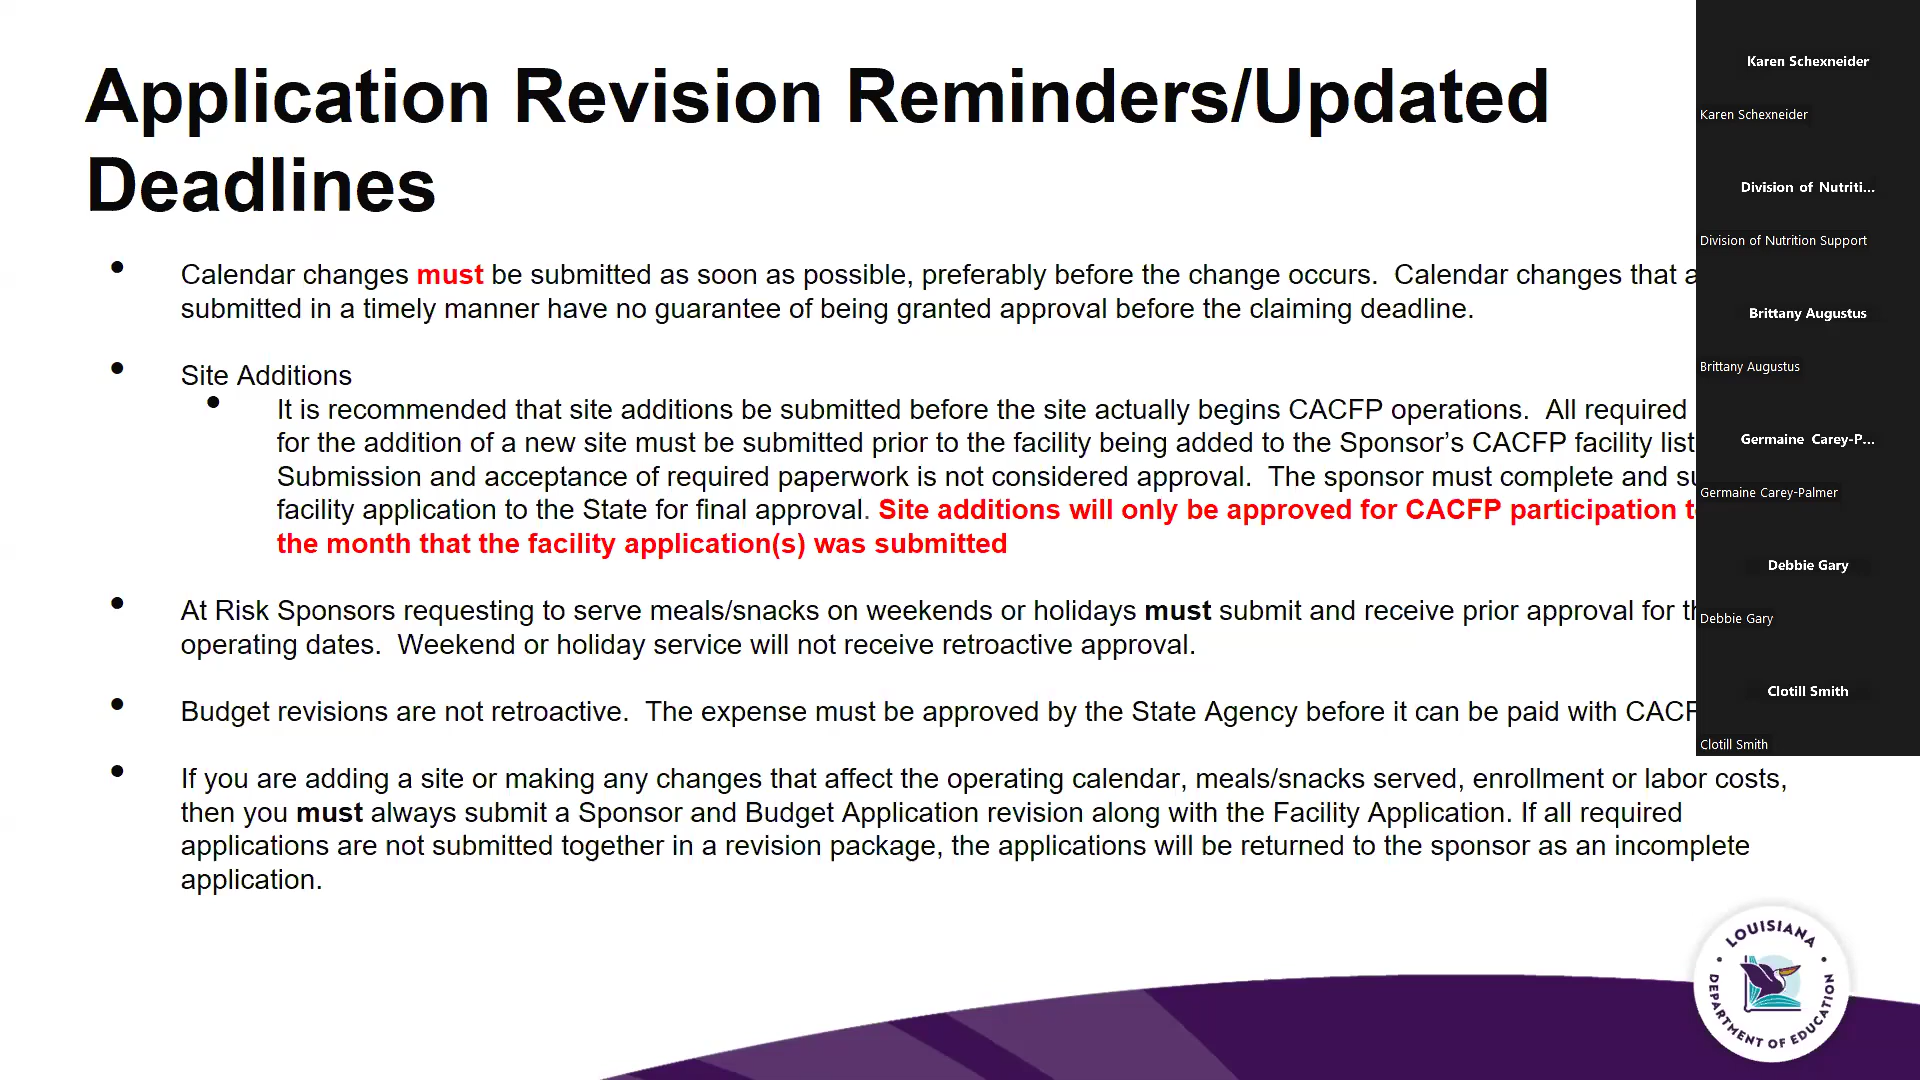 Application Revision Reminders/Updated
Deadlines
• Calendar changes must be submitted as soon as possible, preferably before the change occurs. Calendar changes that
submitted in a timely manner have no guarantee of being granted approval before the claiming deadline.
• Site Additions
• It is recommended that site additions be submitted before the site actually begins CACFP operations. All required
for the addition of a new site must be submitted prior to the facility being added to the Sponsor’s CACFP facility list
Submission and acceptance of required paperwork is not considered approval. The sponsor must complete and
facility application to the State for final approval. Site additions will only be approved for CACFP participation
the month that the facility application(s) was submitted
• At Risk Sponsors requesting to serve meals/snacks on weekends or holidays must submit and receive prior approval for
operating dates. Weekend or holiday service will not receive retroactive approval.
• Budget revisions are not retroactive. The expense must be approved by the State Agency before it can be paid with
• If you are adding a site or making any changes that affect the operating calendar, meals/snacks served, enrollment or labor costs,
then you must always submit a Sponsor and Budget Application revision along with the Facility Application. If all required
applications are not submitted together in a revision package, the applications will be returned to the sponsor as an incomplete
application.
Karen Schexneider
Karen Schexneider
Division of Nutriti...
Division of Nutrition Support
Brittany Augustus
Brittany Augustus
Germaine Carey-P...
Germaine Carey-Palmer
Debbie Gary
Debbie Gary
Clotill Smith
Clotill Smith
LOUISIANA
DEPARTMENT OF EDUCATION